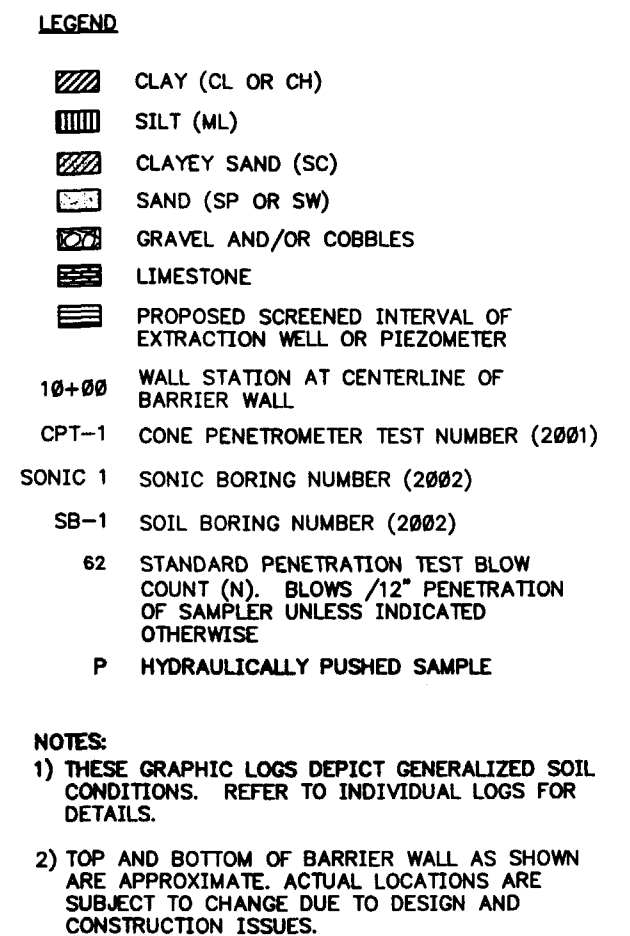 LEGEND
CLAY (CL OR CH)
SILT (ML)
CLAYEY SAND (SC)
SAND (SP OR SW)
GRAVEL AND/OR COBBLES
LIMESTONE
PROPOSED SCREENED INTERVAL OF
EXTRACTION WELL OR PIEZOMETER
10+00 WALL STATION AT CENTERLINE OF
BARRIER WALL
CPT-1 CONE PENETROMETER TEST NUMBER (2001)
SONIC 1 SONIC BORING NUMBER (2002)
SB-1 SOIL BORING NUMBER (2002)
62 STANDARD PENETRATION TEST BLOW
COUNT (N). BLOWS /12" PENETRATION
OF SAMPLER UNLESS INDICATED
OTHERWISE
P HYDRAULICALLY PUSHED SAMPLE
NOTES:
1) THESE GRAPHIC LOGS DEPICT GENERALIZED SOIL
CONDITIONS. REFER TO INDIVIDUAL LOGS FOR
DETAILS.
2) TOP AND BOTTOM OF BARRIER WALL AS SHOWN
ARE APPROXIMATE. ACTUAL LOCATIONS ARE
SUBJECT TO CHANGE DUE TO DESIGN AND
CONSTRUCTION ISSUES.